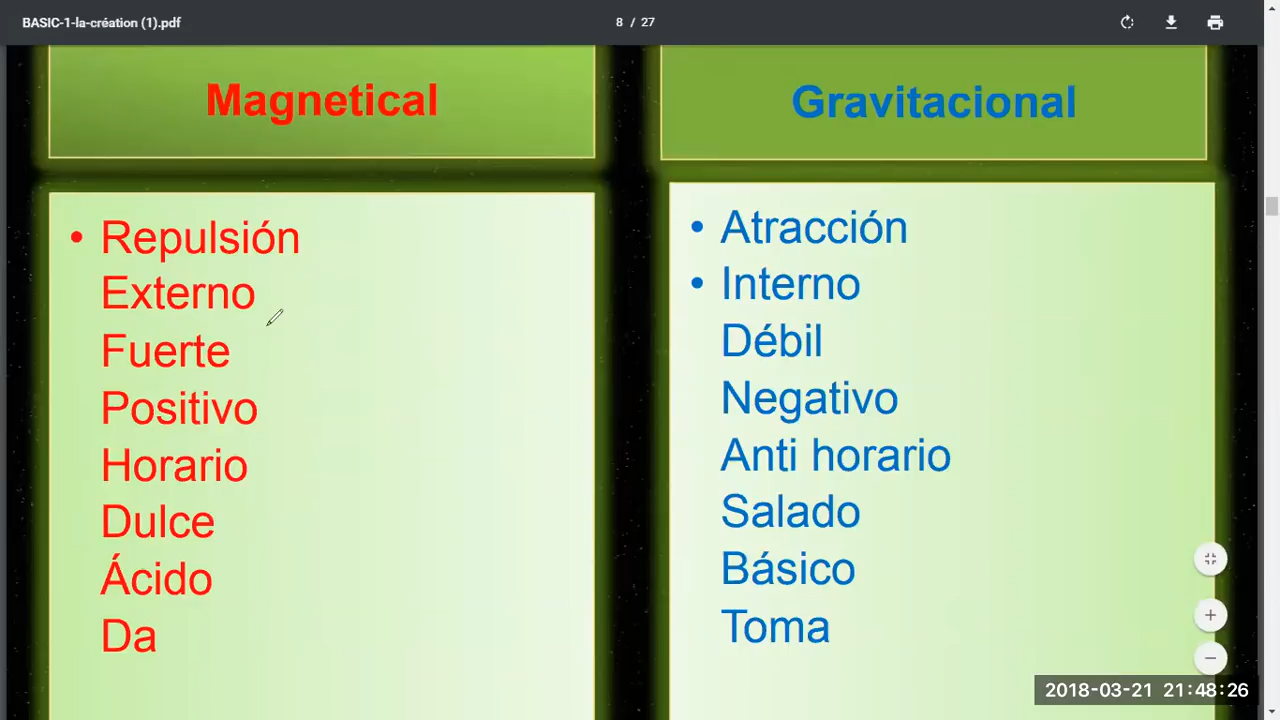 BASIC-1-la-création (1).pdf
8 / 27
Magnetical
• Repulsión
Externo
Fuerte
Positivo
Horario
Dulce
Ácido
Da
Gravitacional
• Atracción
• Interno
Débil
Negativo
Anti horario
Salado
Básico
Toma
2018-03-21 21:48:26